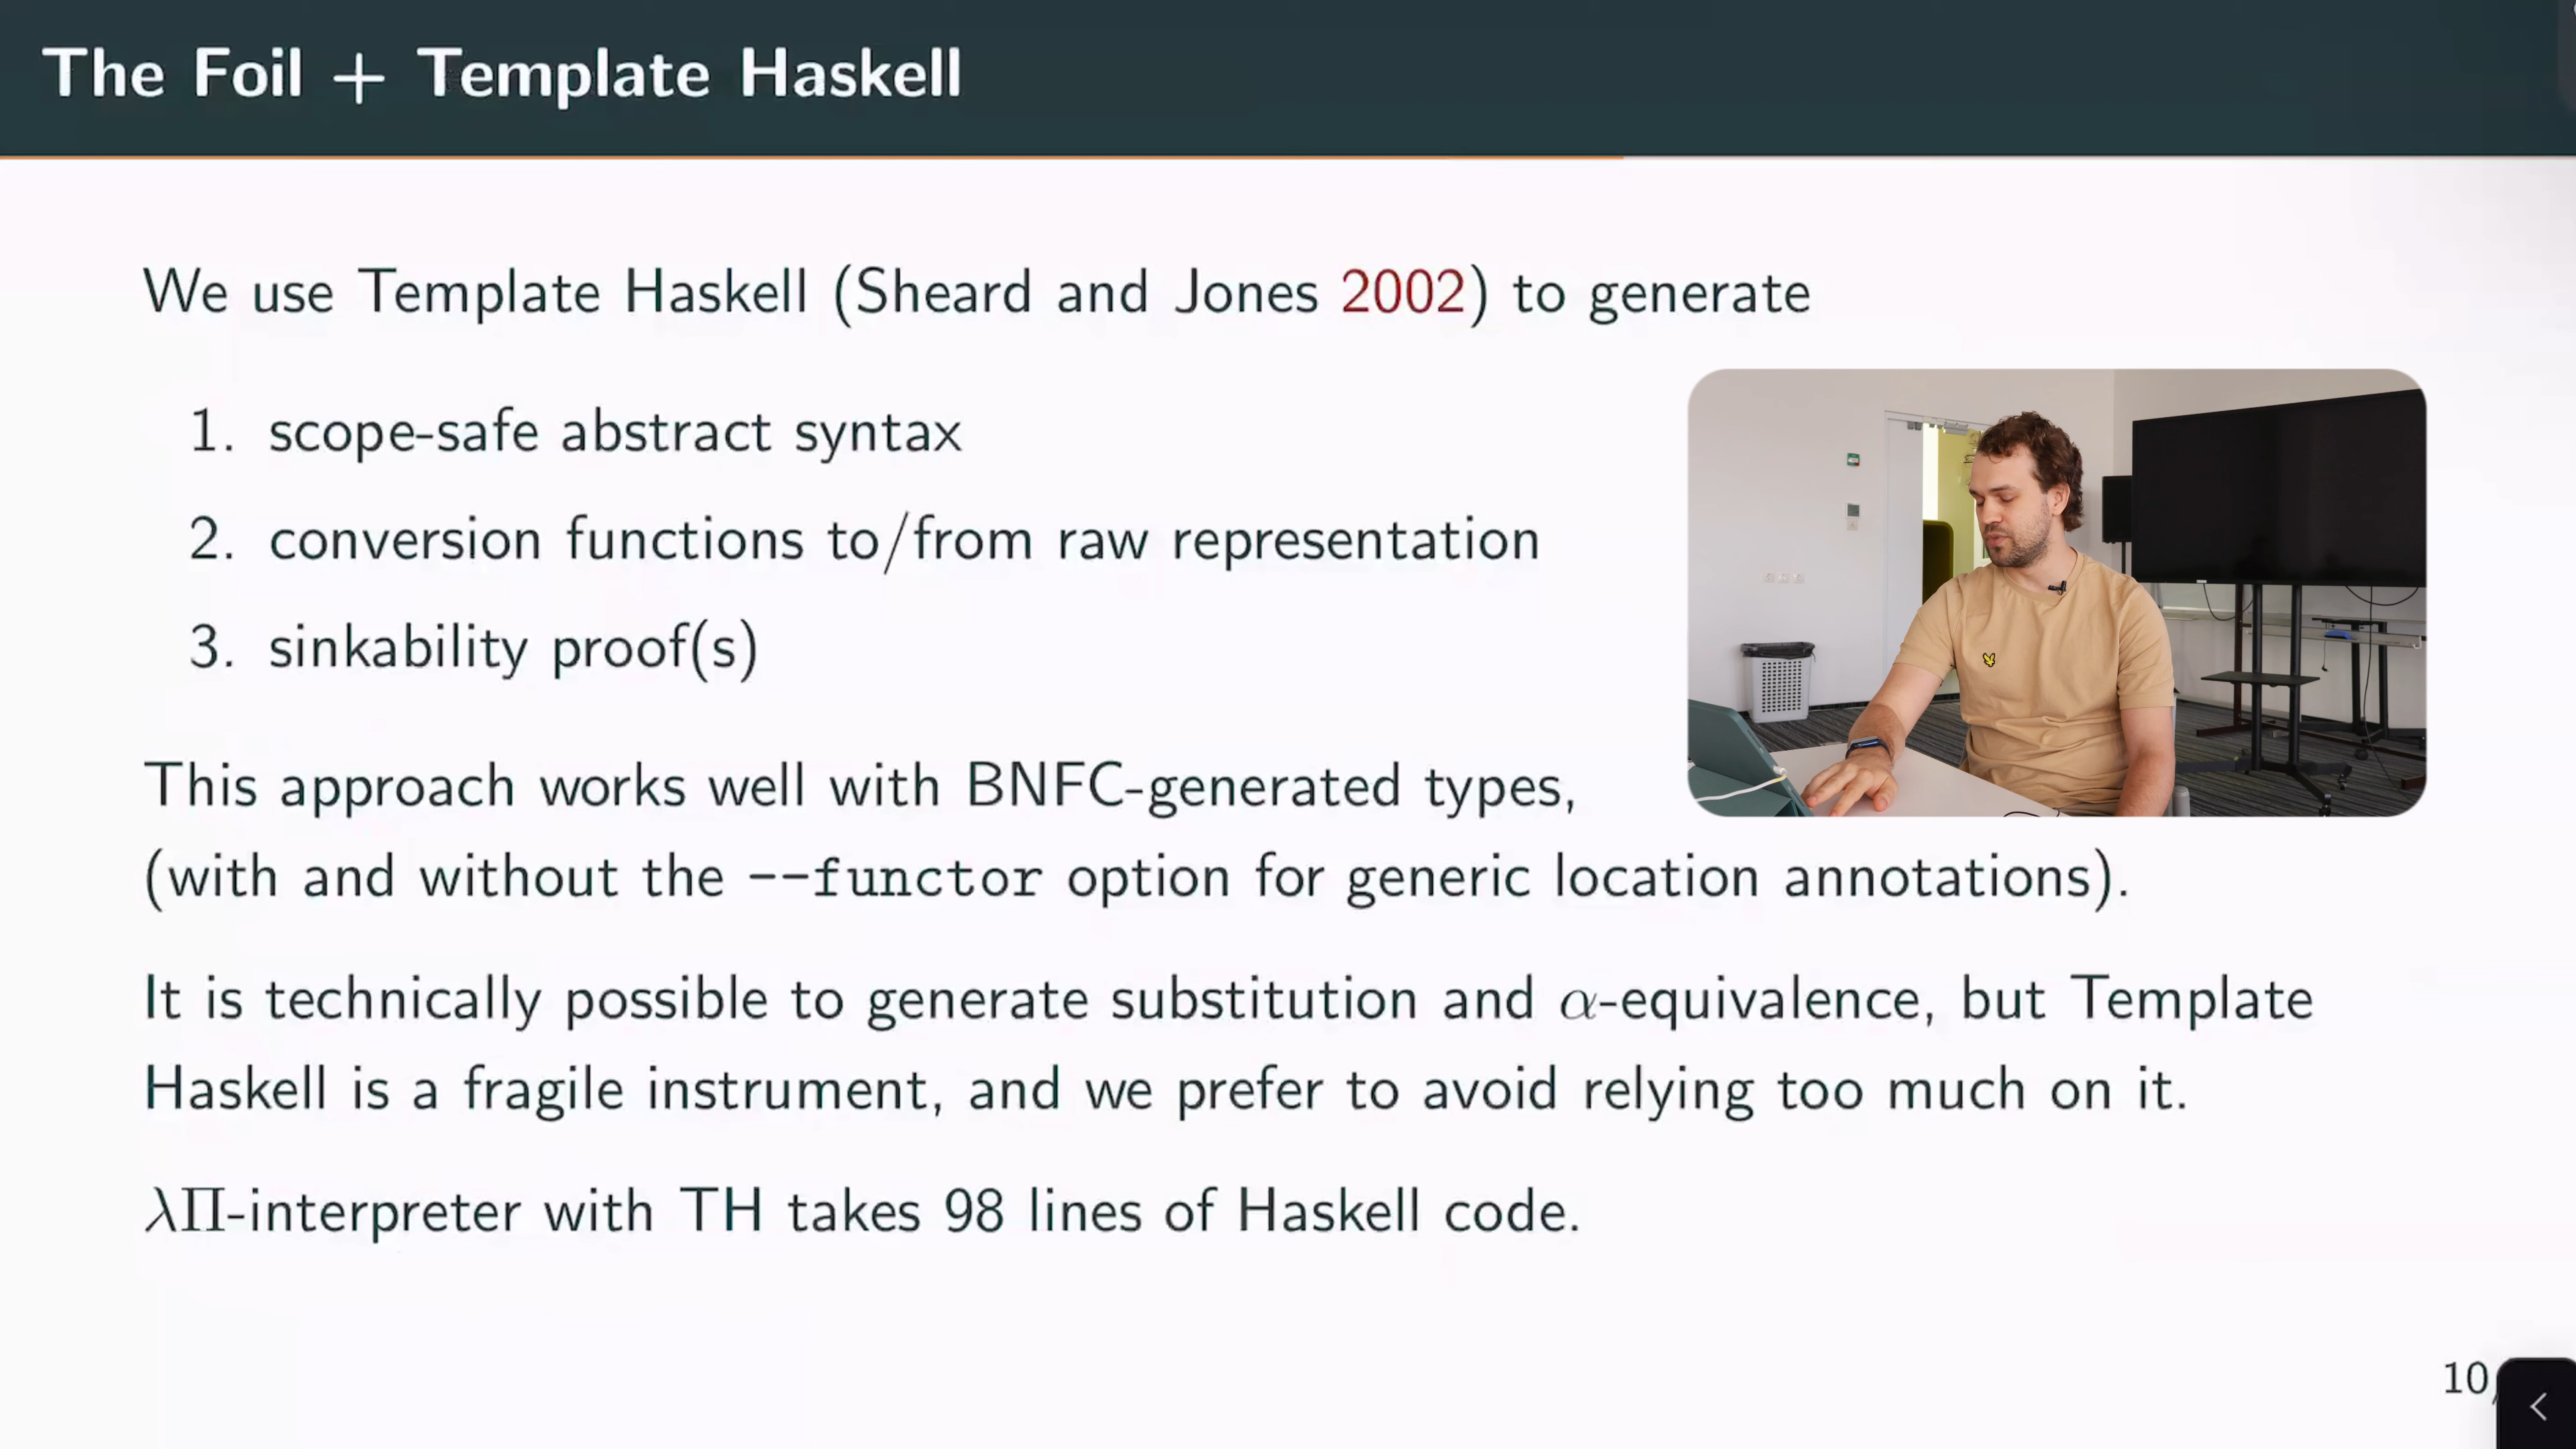 The Foil + Template Haskell
We use Template Haskell (Sheard and Jones 2002) to generate
1. scope-safe abstract syntax
2. conversion functions to/from raw representation
3. sinkability proof(s)
This approach works well with BNFC-generated types,
(with and without the --functor option for generic location annotations).
It is technically possible to generate substitution and α-equivalence, but Template
Haskell is a fragile instrument, and we prefer to avoid relying too much on it.
λΠ-interpreter with TH takes 98 lines of Haskell code.
10